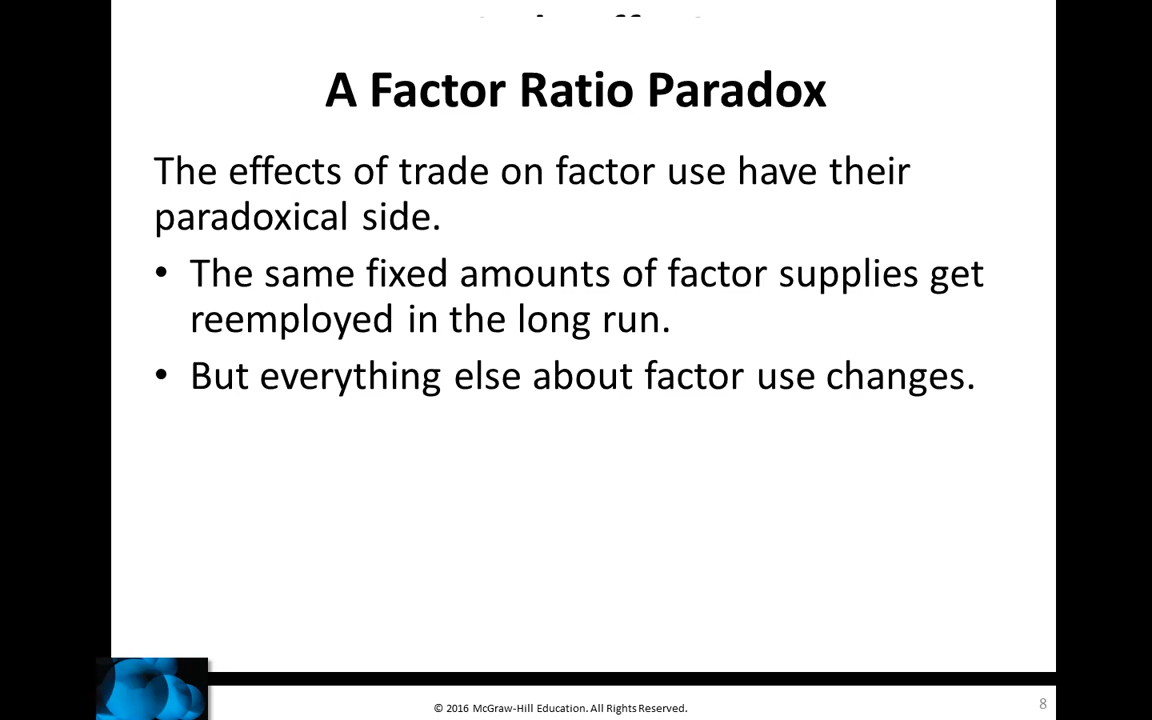 A Factor Ratio Paradox
The effects of trade on factor use have their
paradoxical side.
• The same fixed amounts of factor supplies get
reemployed in the long run.
• But everything else about factor use changes.
© 2016 McGraw-Hill Education. All Rights Reserved.
8